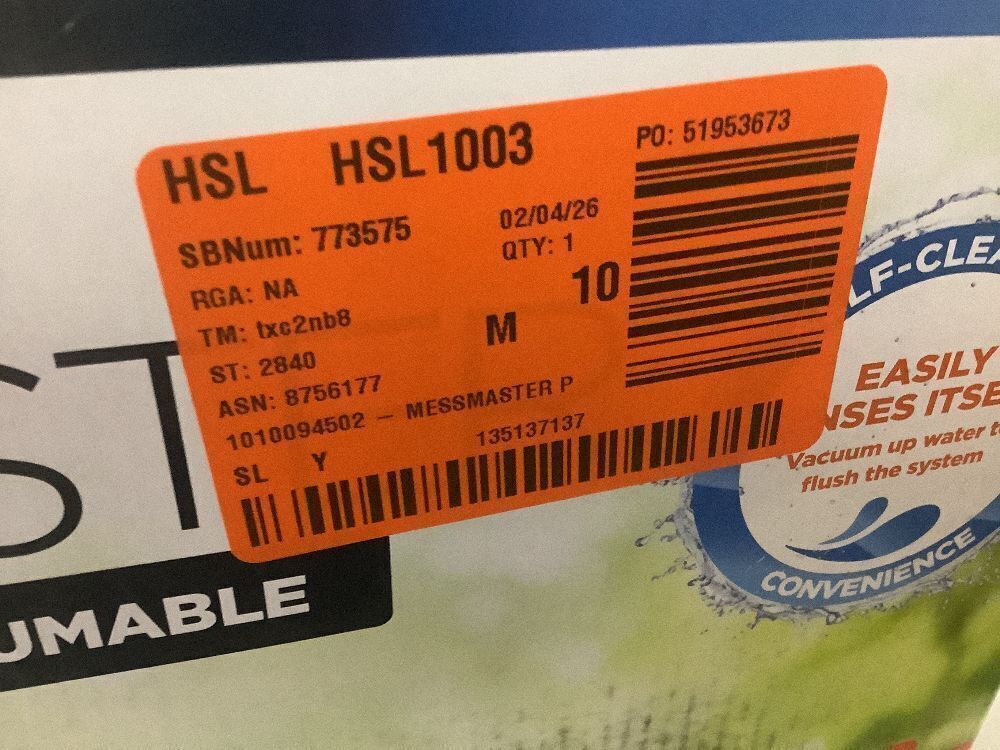 HSL HSL1003
PO: 51953673
SBNum: 773575
02/04/26
QTY: 1
RGA: NA
10
TM: txc2nb8
M
ST: 2840
ASN: 8756177
1010094502 - MESSMASTER P
SL Y
135137137
ST
UMABLE
LF-CLEA
EASILY
NSES ITSE
Vacuum up water t
flush the system
CONVENIENCE